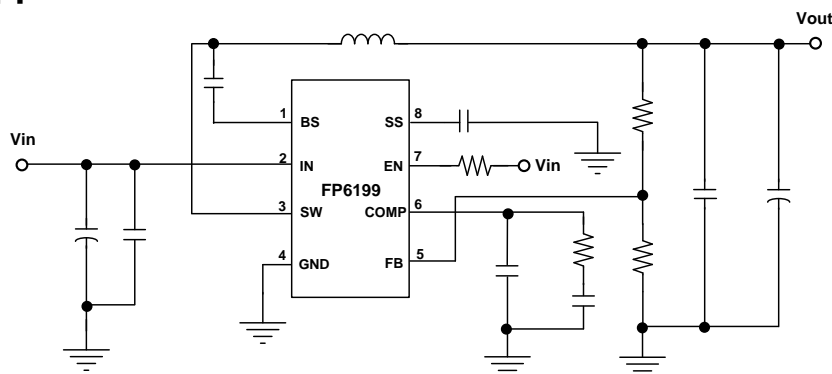 Vout
1 BS
8 SS
Vin
2 IN
7 EN
Vin
FP6199
3 SW
6 COMP
4 GND
5 FB